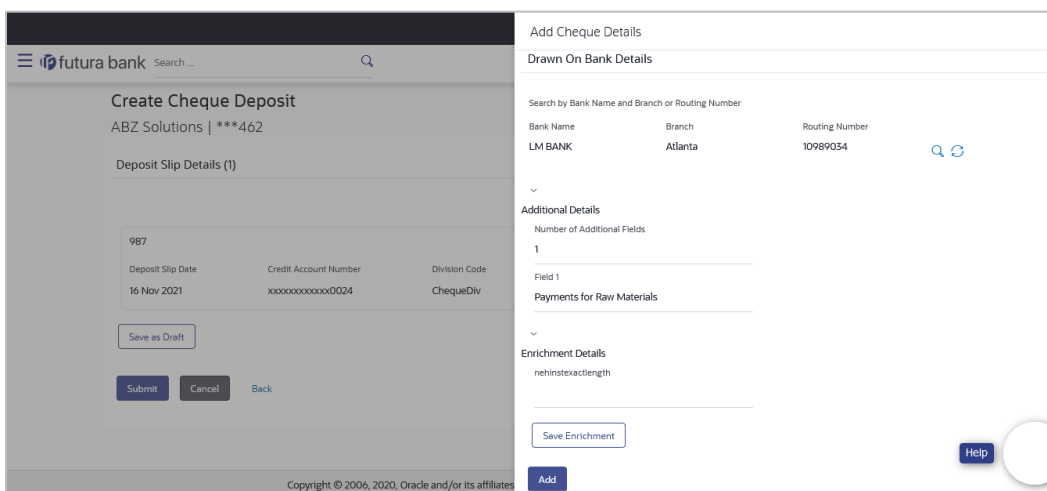 futura bank Search ...
Create Cheque Deposit
ABZ Solutions | ***462
Deposit Slip Details (1)
987
Deposit Slip Date Credit Account Number Division Code
16 Nov 2021 xxxxxxxxxxxx0024 ChequeDiv
Save as Draft
Submit Cancel Back
Copyright © 2006, 2020, Oracle and/or its affiliates
Add Cheque Details
Drawn On Bank Details
Search by Bank Name and Branch or Routing Number
Bank Name Branch Routing Number
LM BANK Atlanta 10989034
Additional Details
Number of Additional Fields
1
Field 1
Payments for Raw Materials
Enrichment Details
nehinstexactlength
Save Enrichment
Help
Add